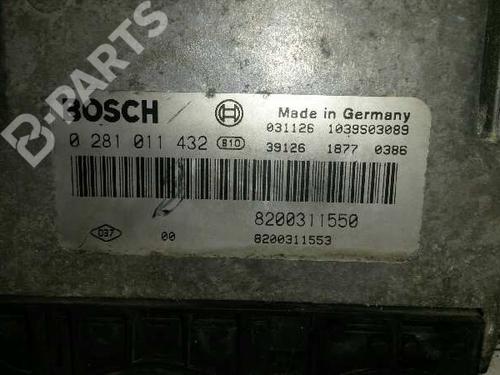 B-PARTS
BOSCH
Made in Germany
031126 1039S03089
0 281 011 432 B10
39126 1877 0386
8200311550
D37 00 8200311553